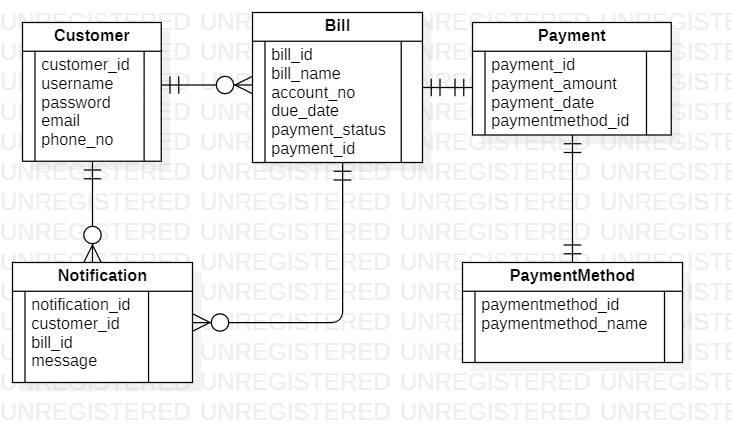 Customer
customer_id
username
password
email
phone_no
Bill
bill_id
bill_name
account_no
due_date
payment_status
payment_id
Payment
payment_id
payment_amount
payment_date
paymentmethod_id
Notification
notification_id
customer_id
bill_id
message
PaymentMethod
paymentmethod_id
paymentmethod_name
UNREGISTERED UNREGISTERED UNREGISTERED UNREGISTERED